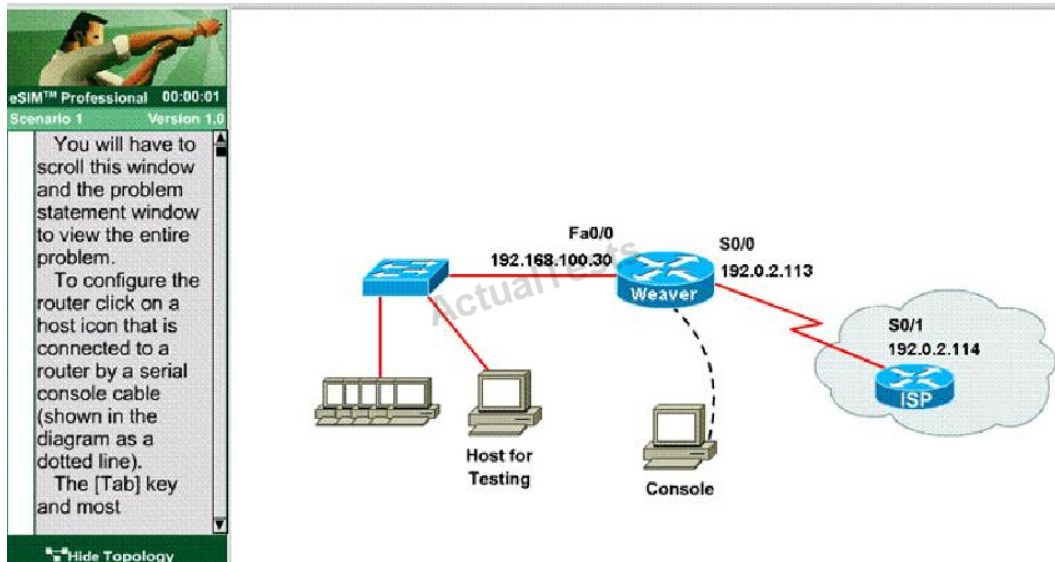 eSIM™ Professional 00:00:01
Scenario 1 Version 1.0
You will have to
scroll this window
and the problem
statement window
to view the entire
problem.
To configure the
router click on a
host icon that is
connected to a
router by a serial
console cable
(shown in the
diagram as a
dotted line).
The [Tab] key
and most
Hide Topology
Fa0/0
192.168.100.30
S0/0
192.0.2.113
Weaver
S0/1
192.0.2.114
ISP
Host for
Testing
Console
ActualTests